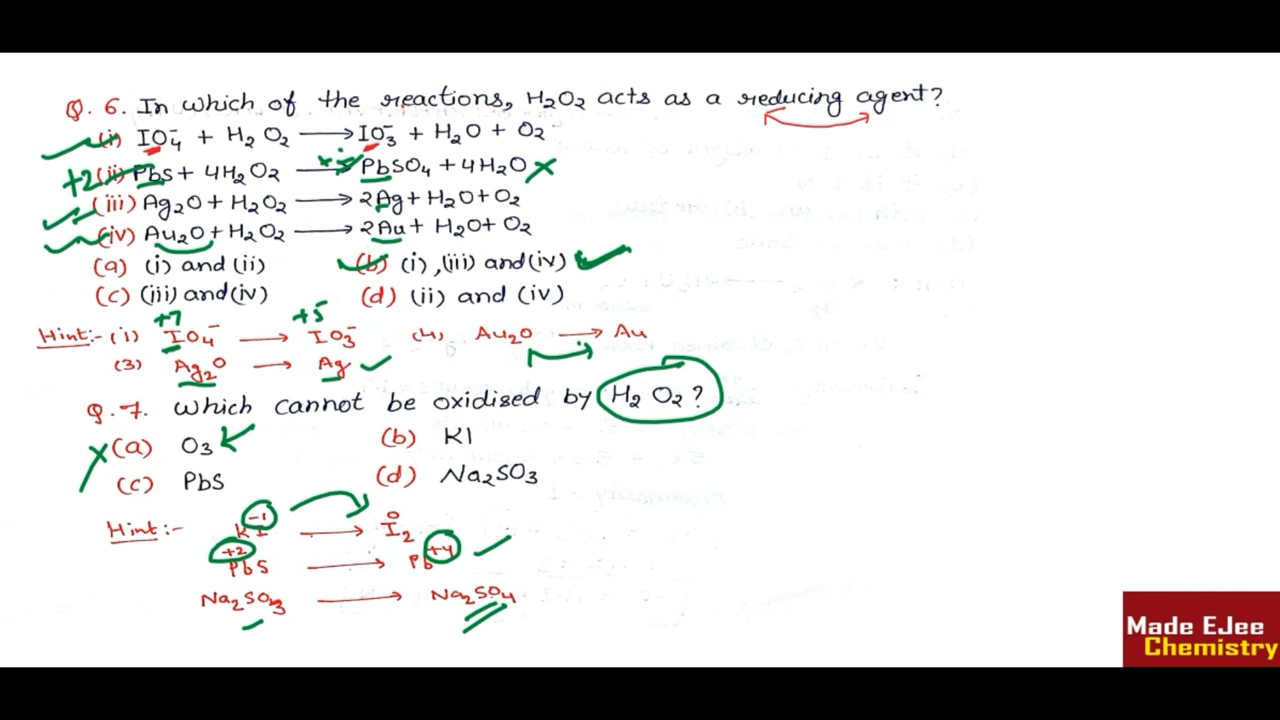 Q. 6. In which of the reactions, H2O2 acts as a reducing agent?
(i) IO4⁻ + H2O2 ⟶ IO3⁻ + H2O + O2
+2 (ii) PbS + 4H2O2 ⟶ PbSO4 + 4H2O ×
(iii) Ag2O + H2O2 ⟶ 2Ag + H2O + O2
(iv) Au2O + H2O2 ⟶ 2Au + H2O + O2
(a) (i) and (ii) (b) (i), (iii) and (iv)
(c) (iii) and (iv) (d) (ii) and (iv)
+7 +5
Hint:- (i) IO4⁻ ⟶ IO3⁻ (4) Au2O ⟶ Au
(3) Ag2O ⟶ Ag
Q. 7. Which cannot be oxidised by H2O2?
(a) O3 (b) KI
(c) PbS (d) Na2SO3
-1 0
Hint:- KI ⟶ I2
+2 +4
PbS ⟶ Pb
Na2SO3 ⟶ Na2SO4
Made EJee
Chemistry